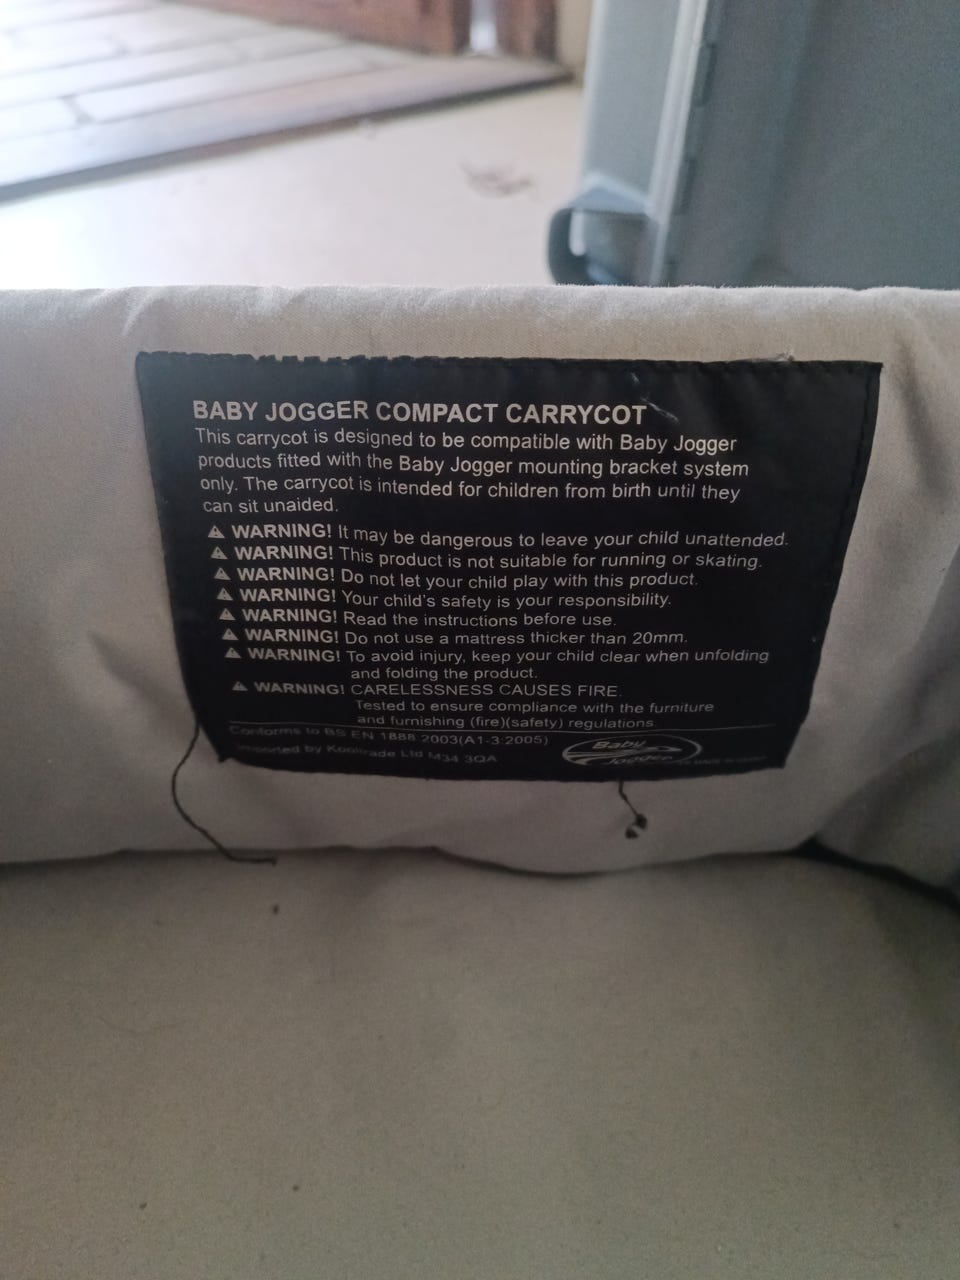 BABY JOGGER COMPACT CARRYCOT
This carrycot is designed to be compatible with Baby Jogger
products fitted with the Baby Jogger mounting bracket system
only. The carrycot is intended for children from birth until they
can sit unaided.
WARNING! It may be dangerous to leave your child unattended.
WARNING! This product is not suitable for running or skating.
WARNING! Do not let your child play with this product.
WARNING! Your child's safety is your responsibility.
WARNING! Read the instructions before use.
WARNING! Do not use a mattress thicker than 20mm.
WARNING! To avoid injury, keep your child clear when unfolding
and folding the product.
WARNING! CARELESSNESS CAUSES FIRE.
Tested to ensure compliance with the furniture
and furnishing (fire)(safety) regulations.
Conforms to BS EN 1888 2003(A1-3:2005)
Imported by Kooltrade Ltd M34 3QA
Baby
Jogger